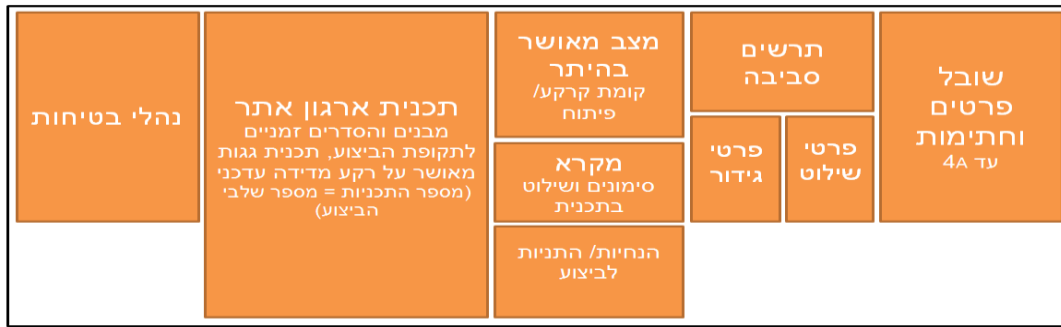 שובל
פרטים
וחתימות
עד 4A
תרשים
סביבה
פרטי
שילוט
פרטי
גידור
מצב מאושר
בהיתר
קומת קרקע/
פיתוח
מקרא
סימונים ושילוט
בתכנית
הנחיות/ התניות
לביצוע
תכנית ארגון אתר
מבנים והסדרים זמניים
לתקופת הביצוע, תכנית גגות
מאושר על רקע מדידה עדכני
(מספר התכניות = מספר שלבי
הביצוע)
נהלי בטיחות